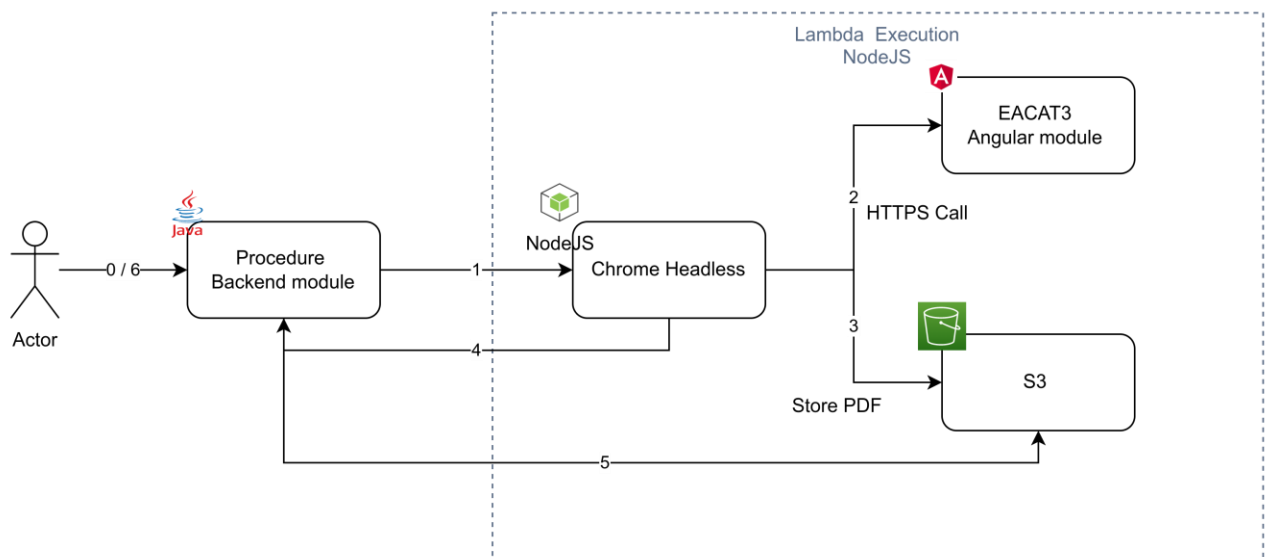 Lambda Execution
NodeJS
EACAT3
Angular module
A
2
HTTPS Call
Java
NodeJS
Procedure
Backend module
Chrome Headless
0 / 6
1
Actor
3
4
S3
Store PDF
5